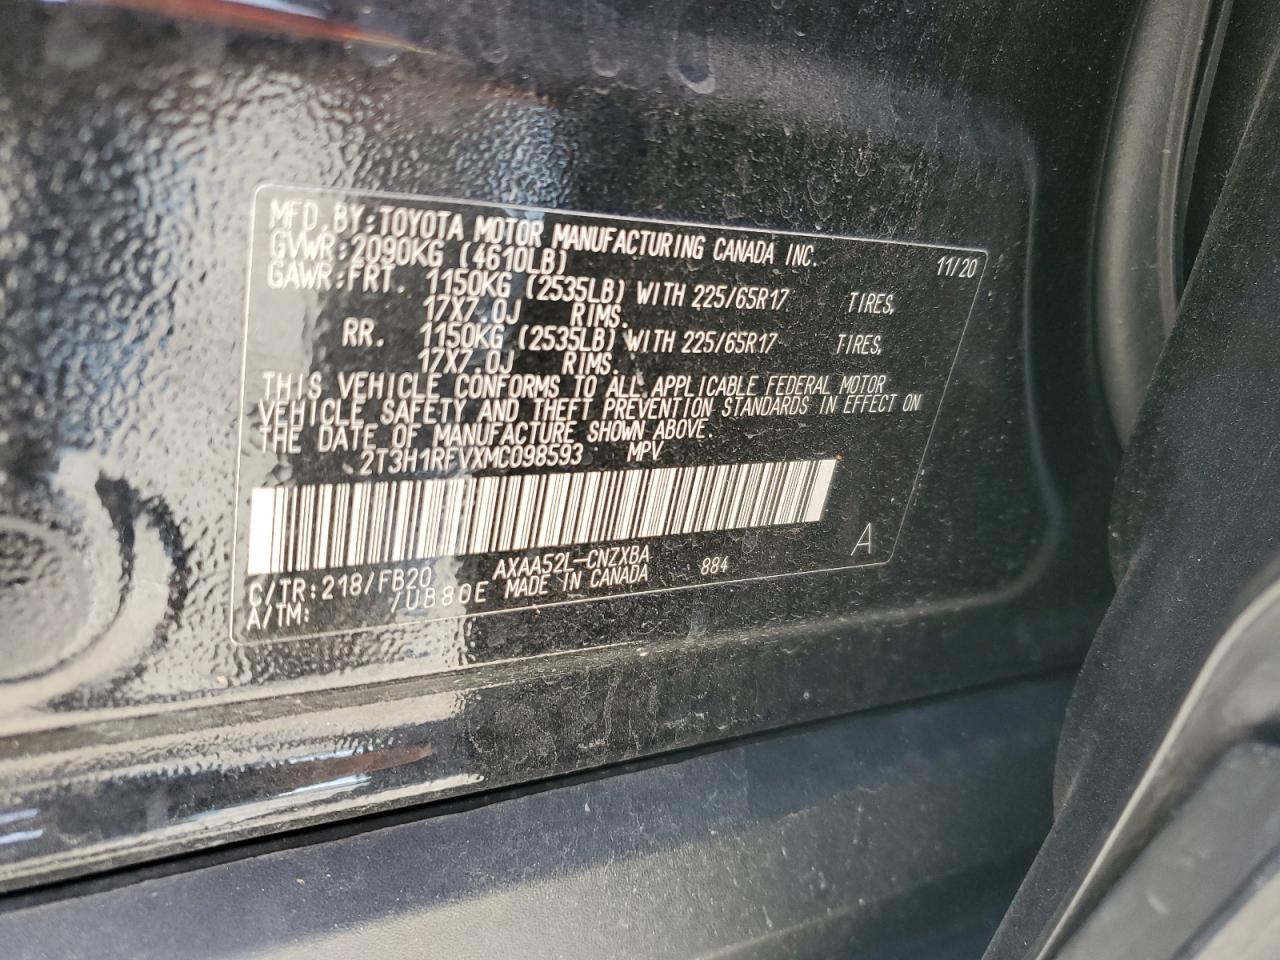 MFD. BY: TOYOTA MOTOR MANUFACTURING CANADA INC. 11/20
GVWR: 2090KG (4610LB)
GAWR: FRT. 1150KG (2535LB) WITH 225/65R17 TIRES,
17X7.0J RIMS.
RR. 1150KG (2535LB) WITH 225/65R17 TIRES,
17X7.0J RIMS.
THIS VEHICLE CONFORMS TO ALL APPLICABLE FEDERAL MOTOR
VEHICLE SAFETY AND THEFT PREVENTION STANDARDS IN EFFECT ON
THE DATE OF MANUFACTURE SHOWN ABOVE.
2T3H1RFVXMC098593 MPV
C/TR: 218/FB20 AXAA52L-CNZXBA 884 A
A/TM: /UB80E MADE IN CANADA